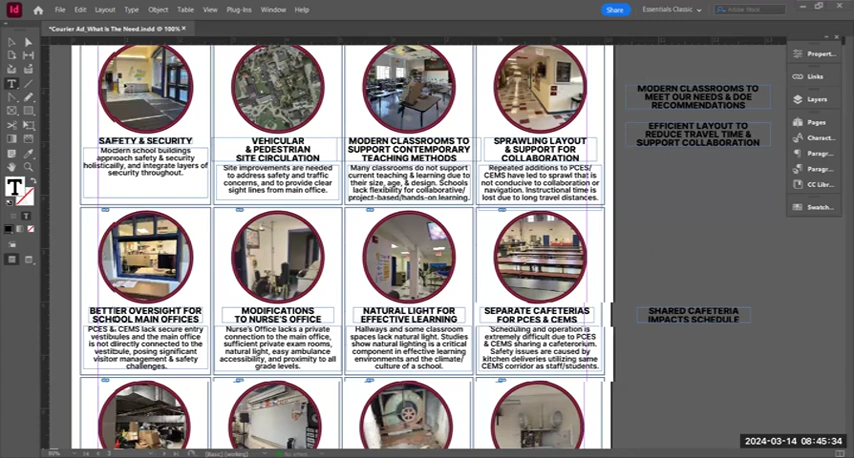 File Edit Layout Type Object Table View Plug-Ins Window Help
Share
Essentials Classic
*Courier Ad_What Is The Need.indd @ 100%
Propert...
Links
Layers
Pages
Charact...
Paragr...
Paragr...
CC Libr...
Swatch...
SAFETY & SECURITY
Modern school buildings
approach safety & security
holistically, and integrate layers of
security throughout.
VEHICULAR
& PEDESTRIAN
SITE CIRCULATION
Site improvements are needed
to address safety and traffic
concerns, and to provide clear
sight lines from main office.
MODERN CLASSROOMS TO
SUPPORT CONTEMPORARY
TEACHING METHODS
Many classrooms do not support
current teaching & learning due to
their size, age, & design. Schools
lack flexibility for collaborative/
project-based/hands-on learning.
SPRAWLING LAYOUT
& SUPPORT FOR
COLLABORATION
Repeated additions to PCES/
CEMS have led to sprawl that is
not conducive to collaboration or
navigation. Instructional time is
lost due to long travel distances.
MODERN CLASSROOMS TO
MEET OUR NEEDS & DOE
RECOMMENDATIONS
EFFICIENT LAYOUT TO
REDUCE TRAVEL TIME &
SUPPORT COLLABORATION
BETTIER OVERSIGHT FOR
SCHOOL MAIN OFFICES
PCES & CEMS lack secure entry
vestibules and the main office
is not directly connected to the
vestibule, posing significant
visitor management & safety
challenges.
MODIFICATIONS
TO NURSE'S OFFICE
Nurse's Office lacks a private
connection to the main office,
sufficient private exam rooms,
natural light, easy ambulance
accessibility, and proximity to all
grade levels.
NATURAL LIGHT FOR
EFFECTIVE LEARNING
Hallways and some classroom
spaces lack natural light. Studies
show natural lighting is a critical
component in effective learning
environments and the climate/
culture of a school.
SEPARATE CAFETERIAS
FOR PCES & CEMS
Scheduling and operation is
extremely difficult due to PCES
& CEMS sharing a cafetereium.
Safety issues are caused by
kitchen deliveries utilizing same
CEMS corridor as staff/students.
SHARED CAFETERIA
IMPACTS SCHEDULE
2024-03-14 08:45:34